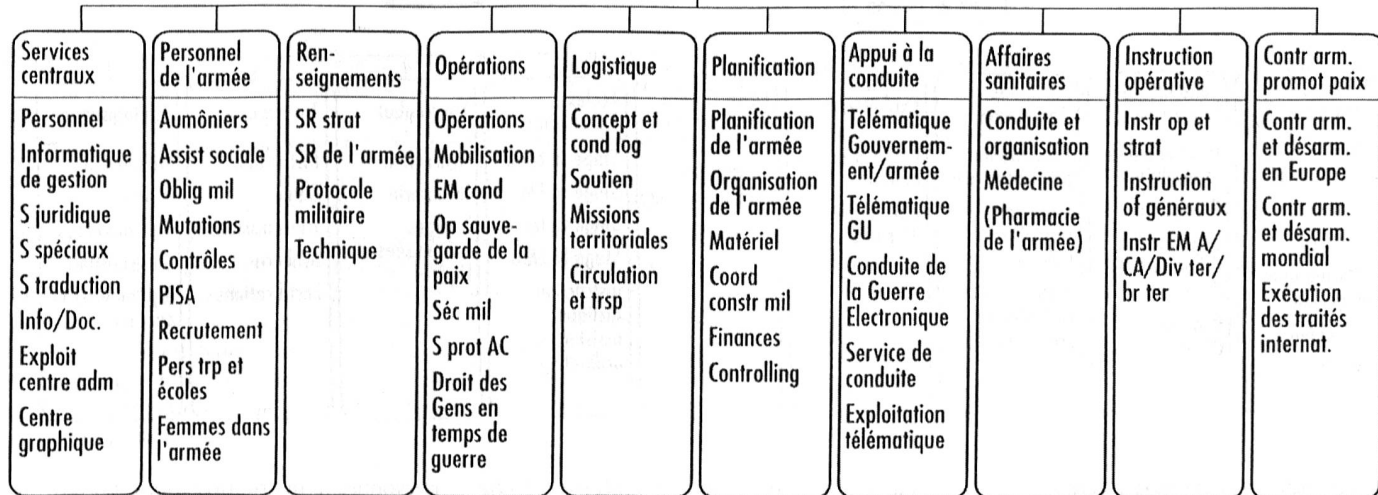 Services
centraux
Personnel
Informatique
de gestion
S juridique
S spéciaux
S traduction
Info/Doc.
Exploit
centre adm
Centre
graphique
Personnel
de l'armée
Aumôniers
Assist sociale
Oblig mil
Mutations
Contrôles
PISA
Recrutement
Pers trp et
écoles
Femmes dans
l'armée
Ren-
seignements
SR strat
SR de l'armée
Protocole
militaire
Technique
Opérations
Opérations
Mobilisation
EM cond
Op sauve-
garde de la
paix
Séc mil
S prot AC
Droit des
Gens en
temps de
guerre
Logistique
Concept et
cond log
Soutien
Missions
territoriales
Circulation
et trsp
Planification
Planification
de l'armée
Organisation
de l'armée
Matériel
Coord
constr mil
Finances
Controlling
Appui à la
conduite
Télématique
Gouvernem-
ent/armée
Télématique
GU
Conduite de
la Guerre
Electronique
Service de
conduite
Exploitation
télématique
Affaires
sanitaires
Conduite et
organisation
Médecine
(Pharmacie
de l'armée)
Instruction
opérative
Instr op et
strat
Instruction
of généraux
Instr EM A/
CA/Div ter/
br ter
Contr arm.
promot paix
Contr arm.
et désarm.
en Europe
Contr arm.
et désarm.
mondial
Exécution
des traités
internat.